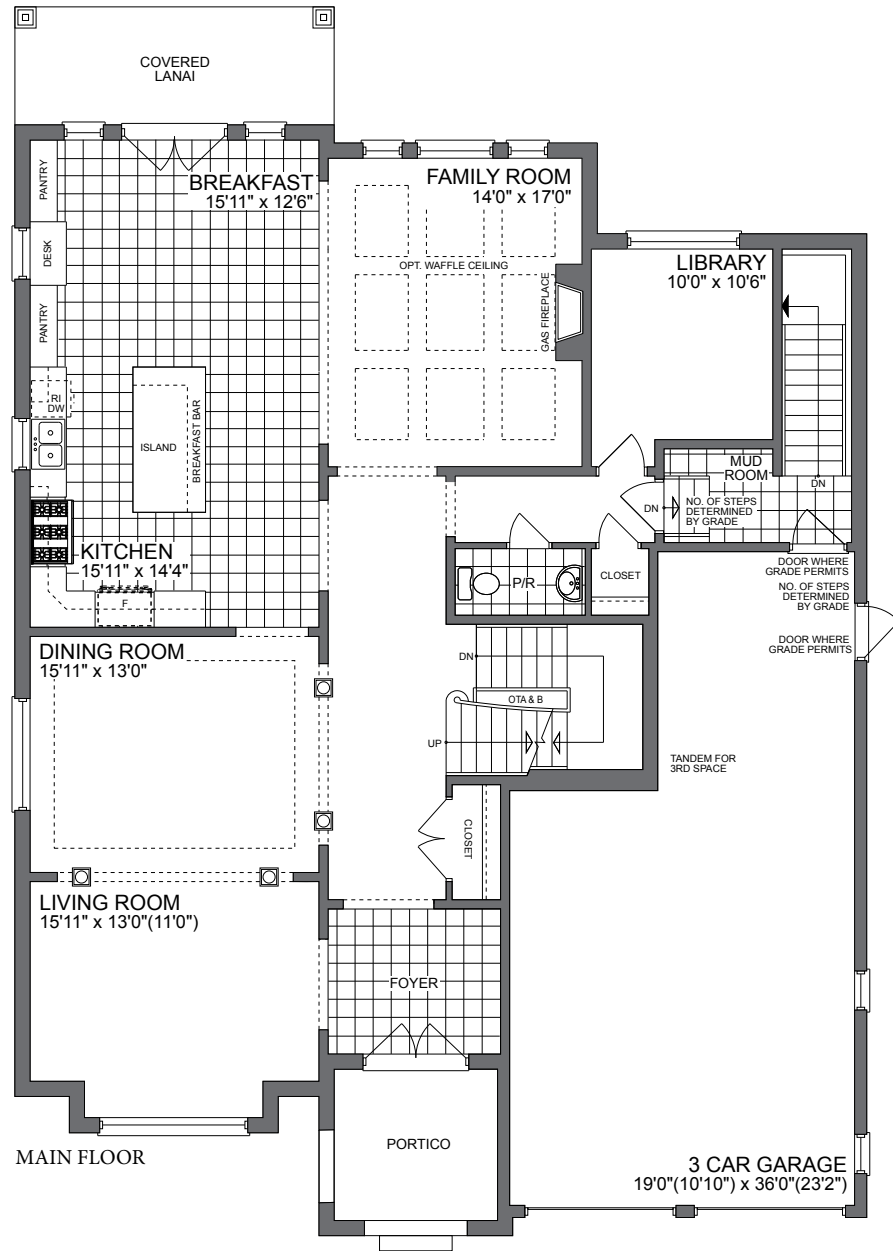 COVERED
LANAI
PANTRY
BREAKFAST
15'11" x 12'6"
FAMILY ROOM
14'0" x 17'0"
DESK
OPT. WAFFLE CEILING
LIBRARY
10'0" x 10'6"
PANTRY
GAS FIREPLACE
RI
DW
ISLAND
BREAKFAST BAR
MUD
ROOM
DN
DN
NO. OF STEPS
DETERMINED
BY GRADE
KITCHEN
15'11" x 14'4"
F
P/R
CLOSET
DOOR WHERE
GRADE PERMITS
NO. OF STEPS
DETERMINED
BY GRADE
DOOR WHERE
GRADE PERMITS
DINING ROOM
15'11" x 13'0"
DN
OTA & B
UP
TANDEM FOR
3RD SPACE
CLOSET
LIVING ROOM
15'11" x 13'0"(11'0")
FOYER
PORTICO
MAIN FLOOR
3 CAR GARAGE
19'0"(10'10") x 36'0"(23'2")